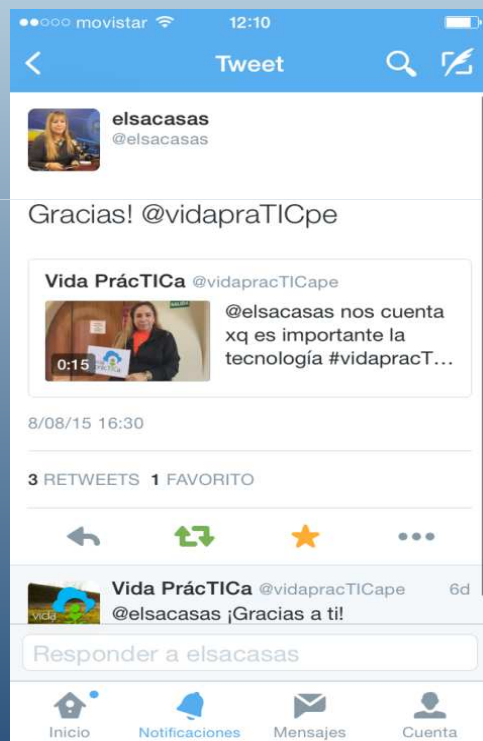 movistar 12:10
Tweet
elsacasas
@elsacasas
Gracias! @vidapraTICpe
Vida PrácTICa @vidapracTICape
@elsacasas nos cuenta
xq es importante la
tecnología #vidapracT...
0:15
8/08/15 16:30
3 RETWEETS 1 FAVORITO
Vida PrácTICa @vidapracTICape 6d
@elsacasas ¡Gracias a ti!
vida
Responder a elsacasas
Inicio Notificaciones Mensajes Cuenta